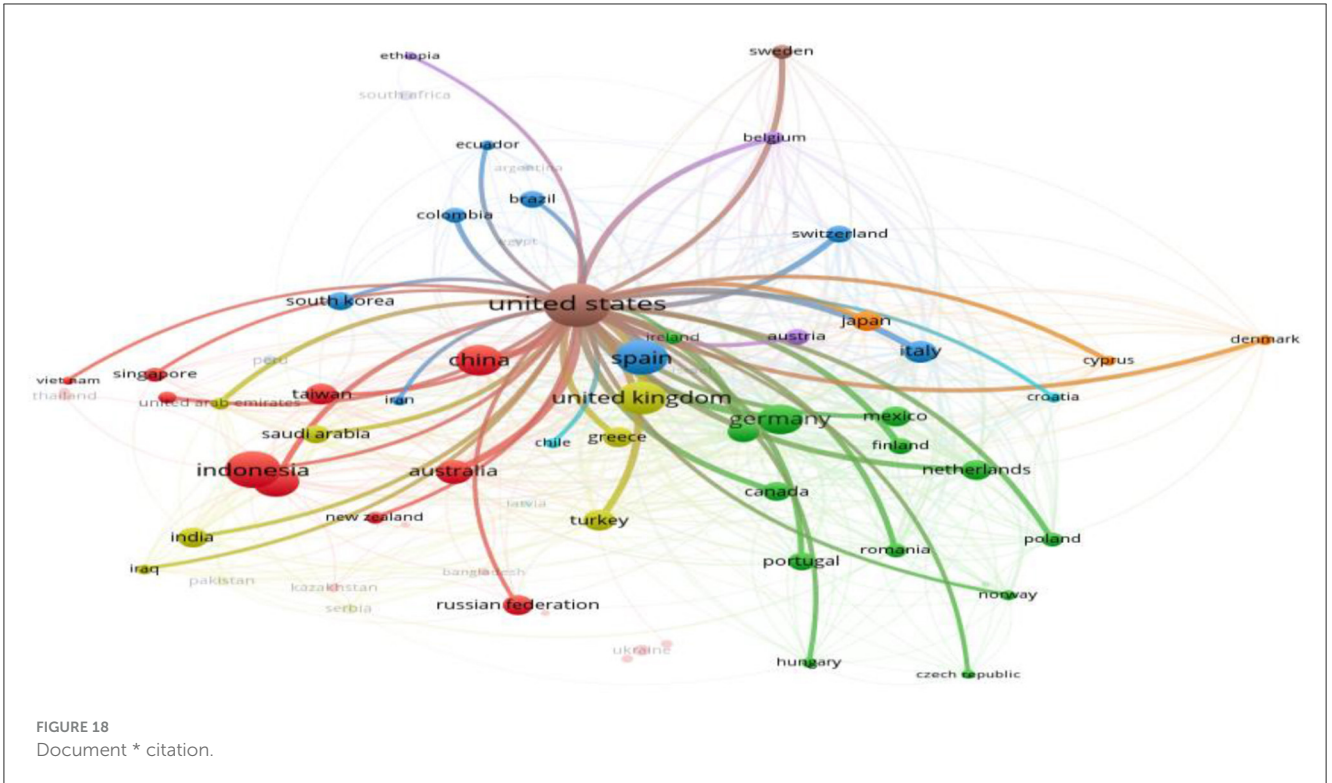 ethiopia
sweden
south africa
belgium
ecuador
argentina
brazil
colombia
switzerland
egypt
south korea
united states
japan
ireland
austria
italy
denmark
spain
china
peru
cyprus
israel
singapore
viet nam
thailand
taiwan
united arab emirates
iran
united kingdom
croatia
germany
mexico
saudi arabia
chile
greece
finland
indonesia
australia
netherlands
canada
latvia
new zealand
turkey
india
poland
romania
portugal
iraq
bangladesh
pakistan
kazakhstan
norway
serbia
russian federation
ukraine
hungary
czech republic
FIGURE 18
Document * citation.